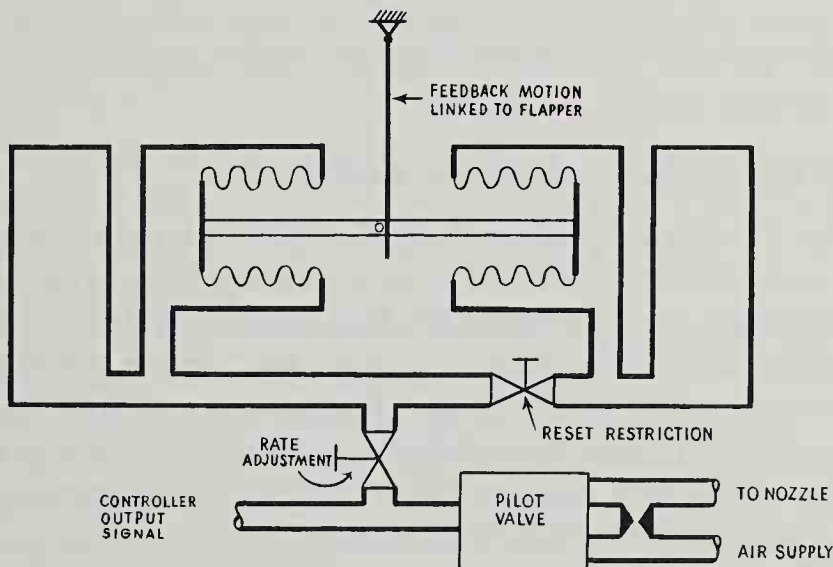 FEEDBACK MOTION
LINKED TO FLAPPER
RESET RESTRICTION
RATE
ADJUSTMENT
CONTROLLER
OUTPUT
SIGNAL
PILOT
VALVE
TO NOZZLE
AIR SUPPLY